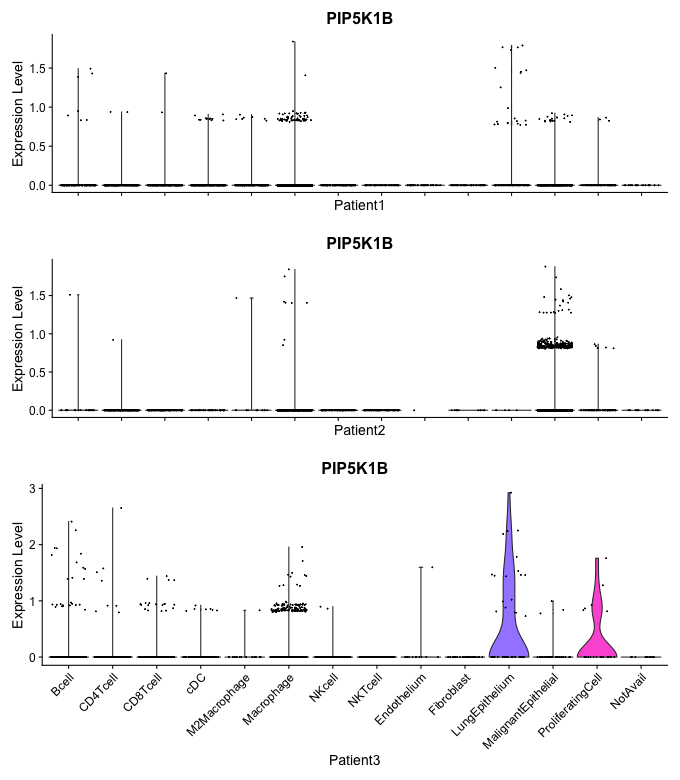 PIP5K1B
Expression Level
1.5
1.0
0.5
0.0
Patient1
PIP5K1B
Expression Level
1.5
1.0
0.5
0.0
Patient2
PIP5K1B
Expression Level
3
2
1
0
Bcell
CD4Tcell
CD8Tcell
cDC
M2Macrophage
Macrophage
NKcell
NKTcell
Endothelium
Fibroblast
LungEpithelium
MalignantEpithelial
ProliferatingCell
NotAvail
Patient3